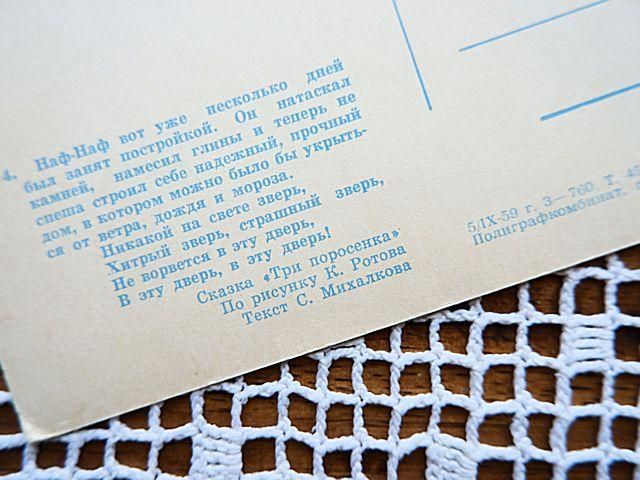 4. Наф-Наф вот уже несколько дней
был занят постройкой. Он натаскал
камней, намесил глины и теперь не
спеша строил себе надежный, прочный
дом, в котором можно было бы укрыть-
ся от ветра, дождя и мороза.
Никакой на свете зверь,
Хитрый зверь, страшный зверь,
Не ворвется в эту дверь,
В эту дверь, в эту дверь!
Сказка «Три поросенка»
По рисунку К. Ротова
Текст С. Михалкова
5/IX-59 г. З—760. Т. 45
Полиграфкомбинат.